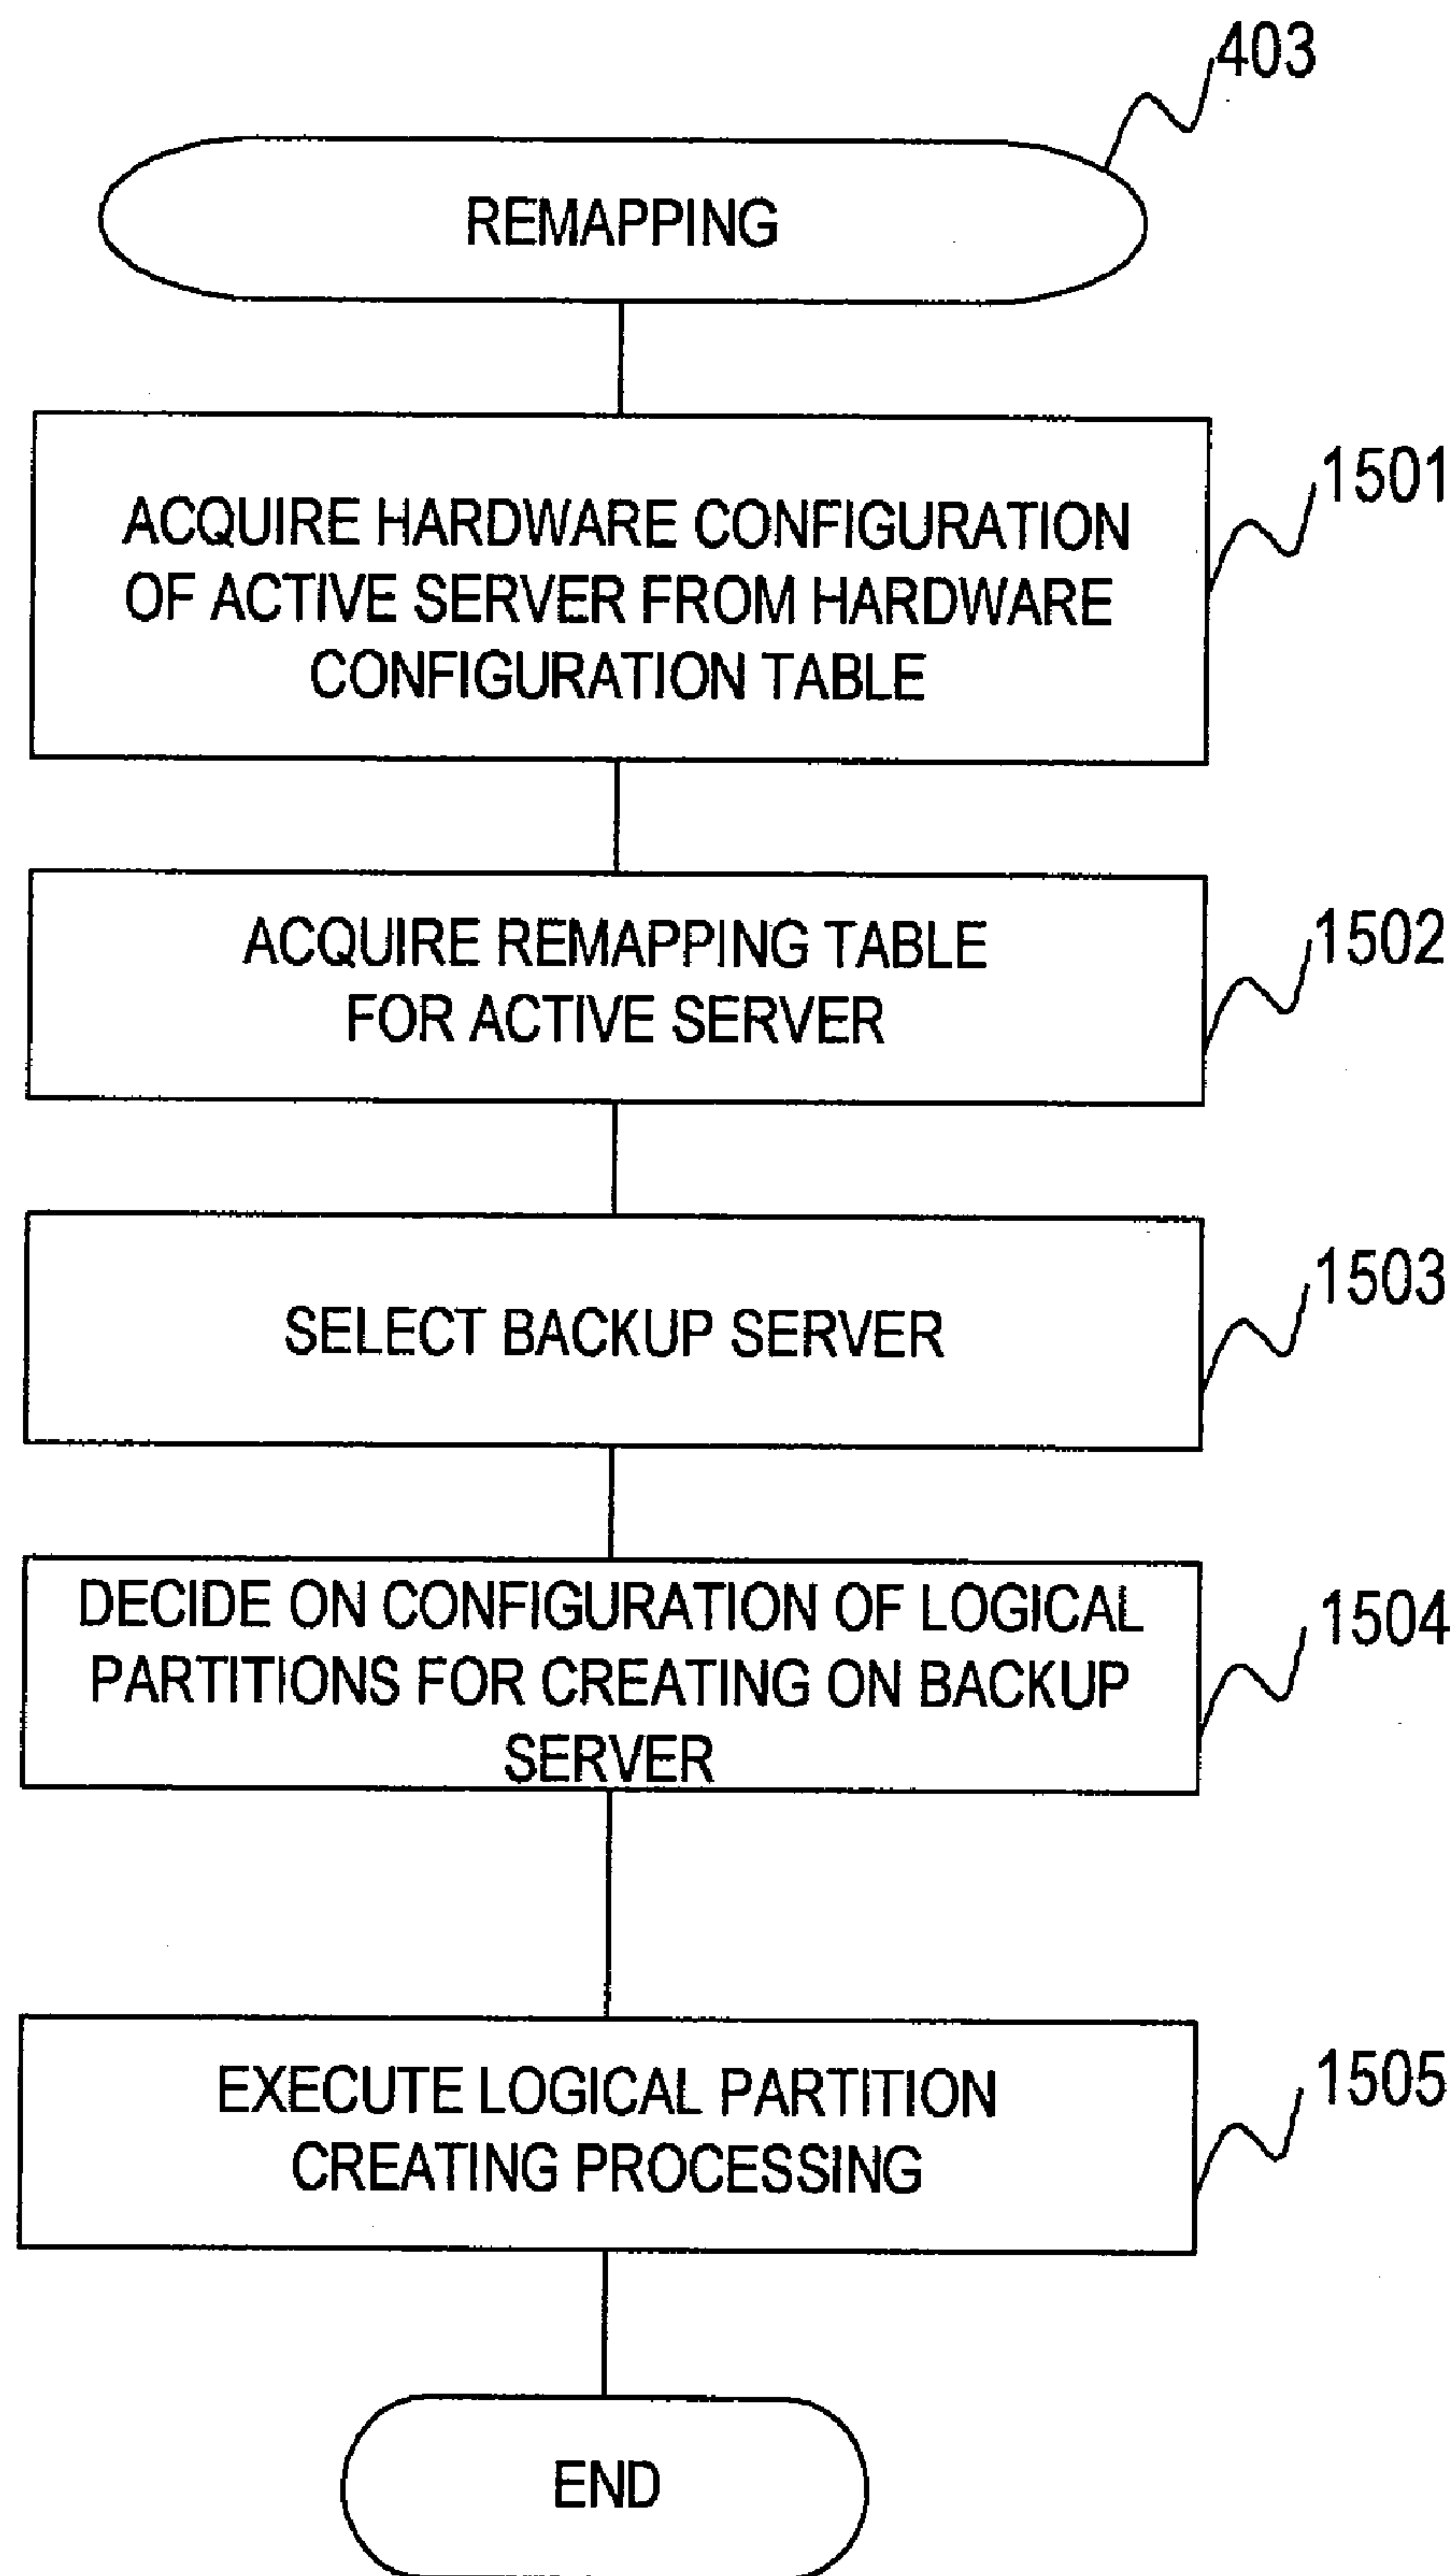 403
REMAPPING
ACQUIRE HARDWARE CONFIGURATION
OF ACTIVE SERVER FROM HARDWARE
CONFIGURATION TABLE
1501
ACQUIRE REMAPPING TABLE
FOR ACTIVE SERVER
1502
SELECT BACKUP SERVER
1503
DECIDE ON CONFIGURATION OF LOGICAL
PARTITIONS FOR CREATING ON BACKUP
SERVER
1504
EXECUTE LOGICAL PARTITION
CREATING PROCESSING
1505
END